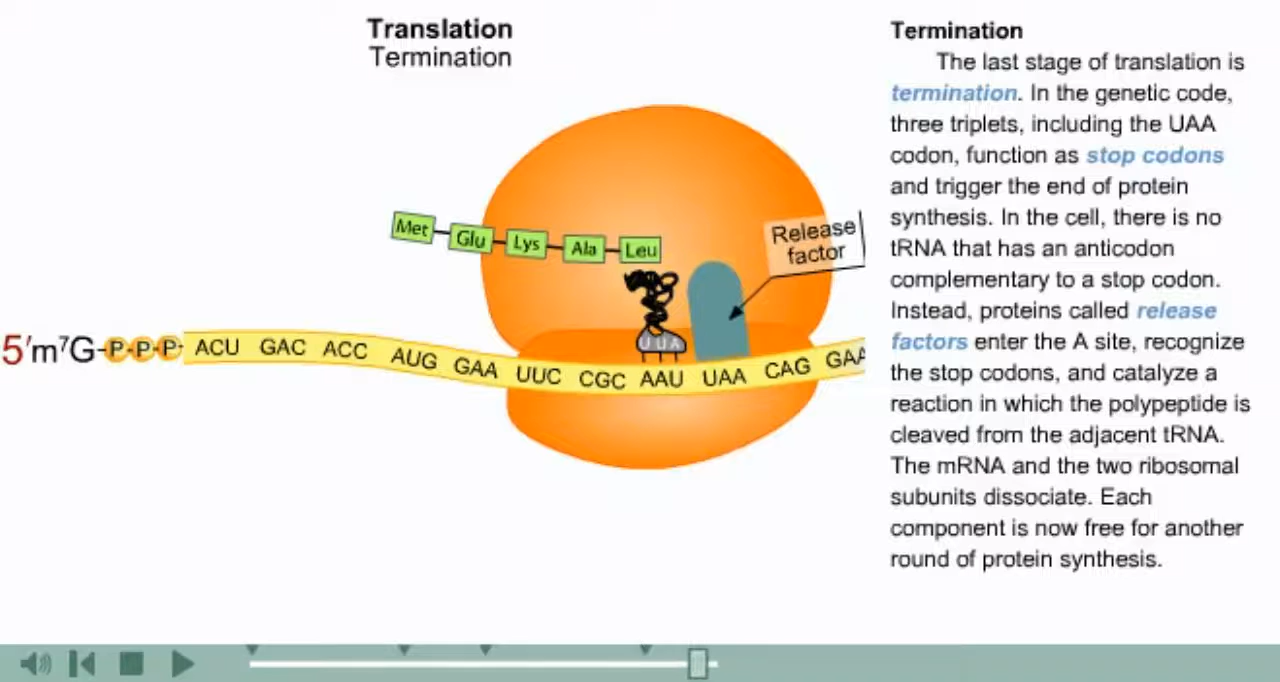 Translation
Termination
Met Glu Lys Ala Leu
Release
factor
UUA
5'm⁷G-P-P-P- ACU GAC ACC AUG GAA UUC CGC AAU UAA CAG GAA
Termination
The last stage of translation is
termination. In the genetic code,
three triplets, including the UAA
codon, function as stop codons
and trigger the end of protein
synthesis. In the cell, there is no
tRNA that has an anticodon
complementary to a stop codon.
Instead, proteins called release
factors enter the A site, recognize
the stop codons, and catalyze a
reaction in which the polypeptide is
cleaved from the adjacent tRNA.
The mRNA and the two ribosomal
subunits dissociate. Each
component is now free for another
round of protein synthesis.